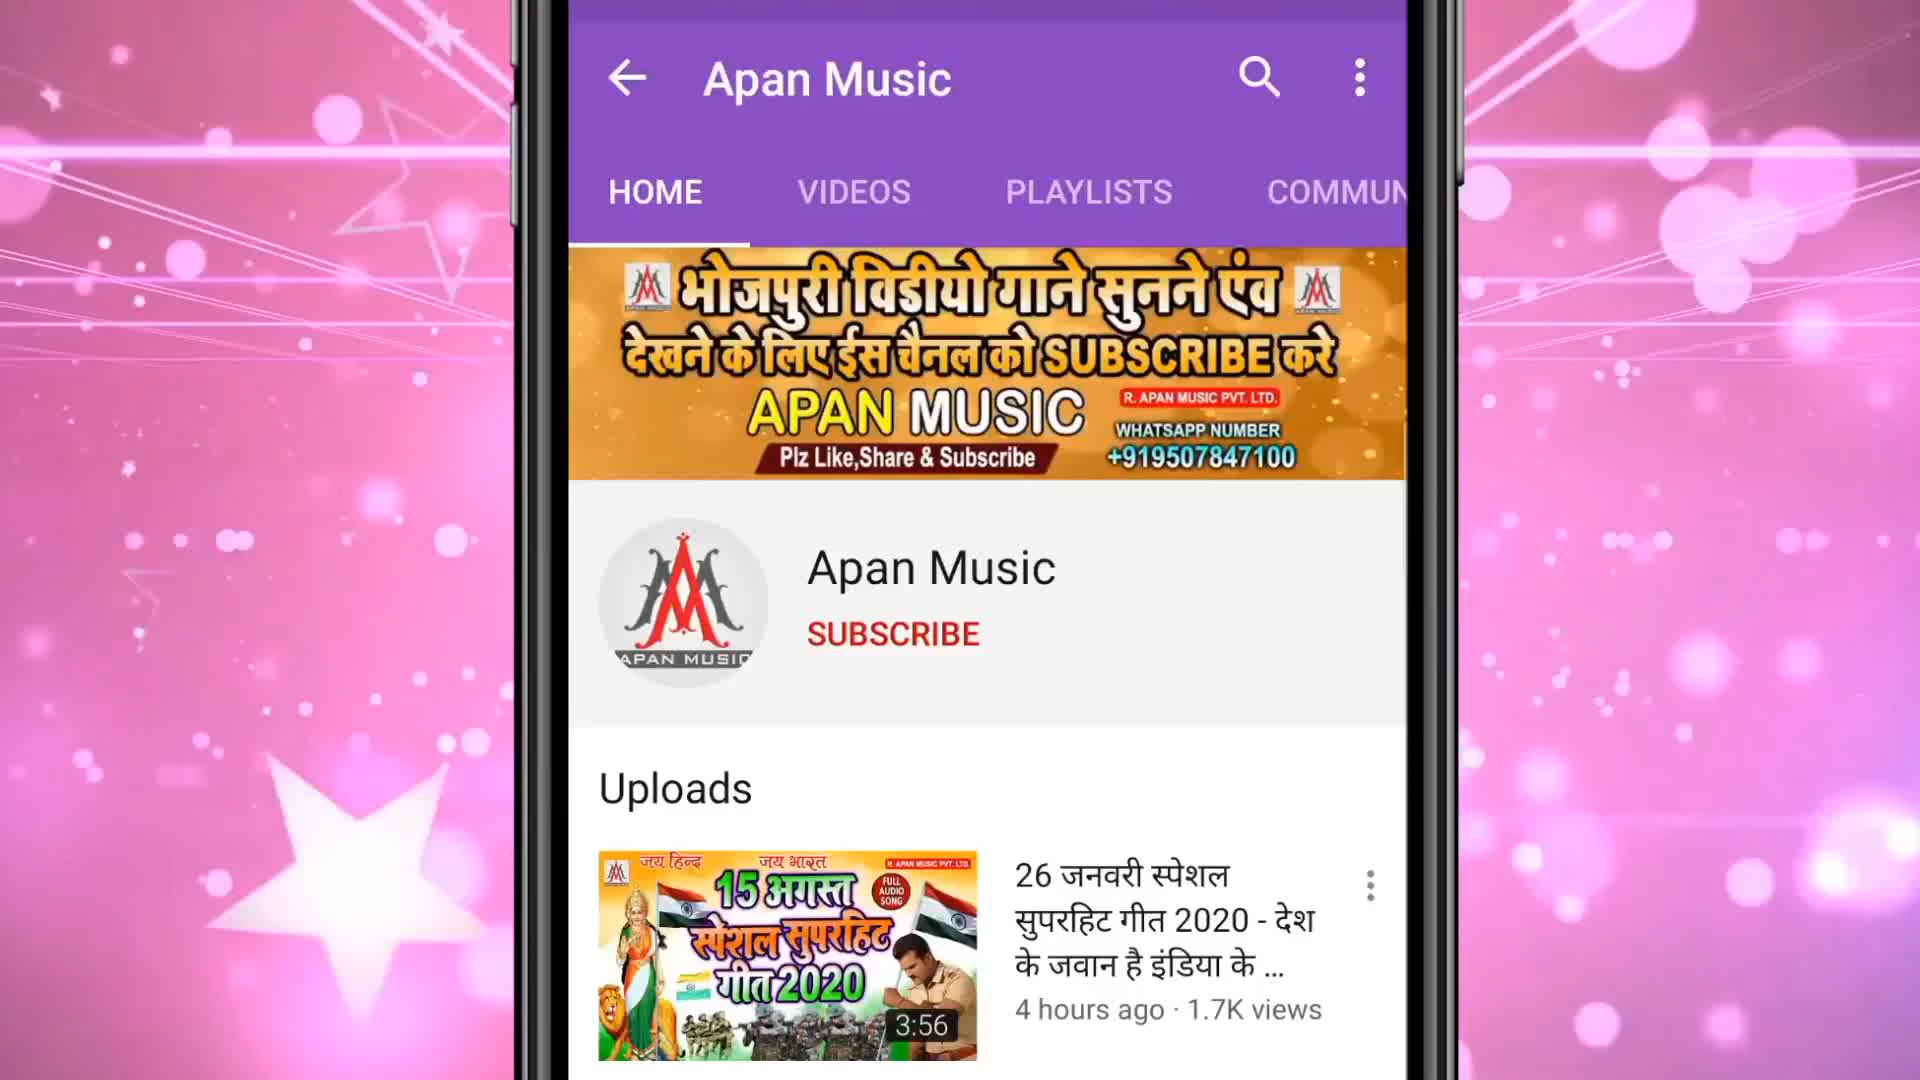 Apan Music
HOME VIDEOS PLAYLISTS COMMUN
भोजपुरी विडीयो गाने सुनने एंव
देखने के लिए ईस चैनल को SUBSCRIBE करे
APAN MUSIC
R. APAN MUSIC PVT. LTD.
WHATSAPP NUMBER
+919507847100
Plz Like,Share & Subscribe
APAN MUSIC
Apan Music
SUBSCRIBE
Uploads
जय हिन्द जय भारत
R. APAN MUSIC PVT. LTD.
15 अगस्त
FULL
AUDIO
SONG
स्पेशल सुपरहिट
गीत 2020
3:56
26 जनवरी स्पेशल
सुपरहिट गीत 2020 - देश
के जवान है इंडिया के ...
4 hours ago · 1.7K views